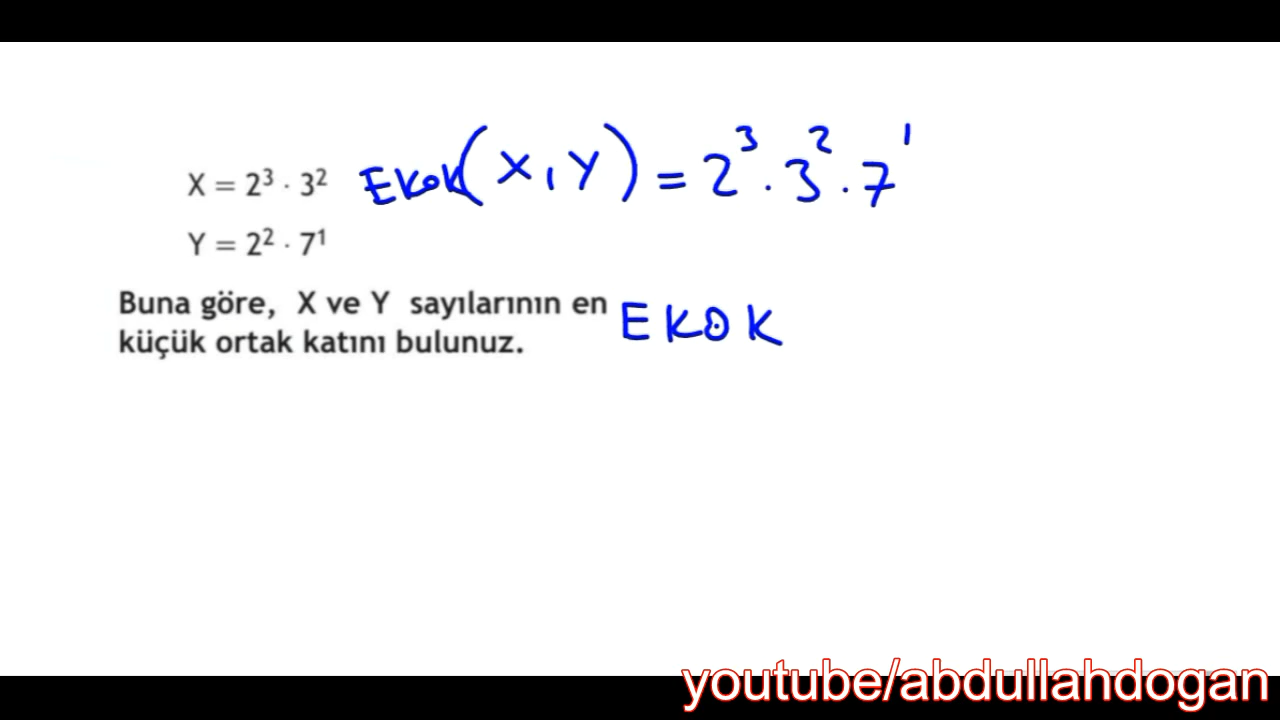 X = 2³ · 3² EKOK(X,Y) = 2³ · 3² · 7¹
Y = 2² · 7¹
Buna göre, X ve Y sayılarının en
küçük ortak katını bulunuz. EKOK
youtube/abdullahdogan